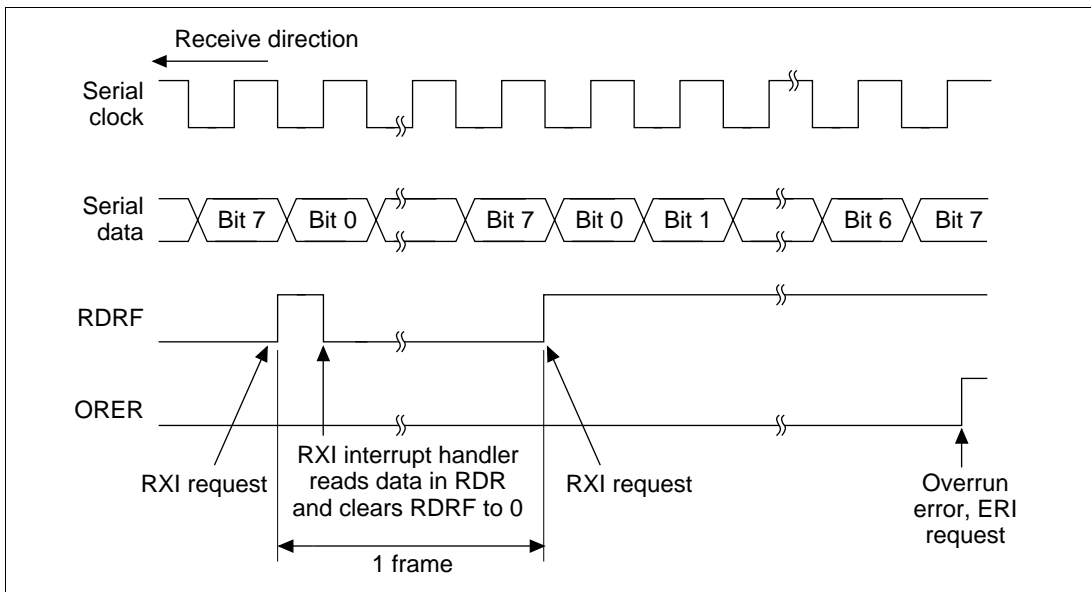 Receive direction
Serial
clock
Serial
data
Bit 7 Bit 0 Bit 7 Bit 0 Bit 1 Bit 6 Bit 7
RDRF
ORER
RXI request
RXI interrupt handler
reads data in RDR
and clears RDRF to 0
RXI request
Overrun
error, ERI
request
1 frame